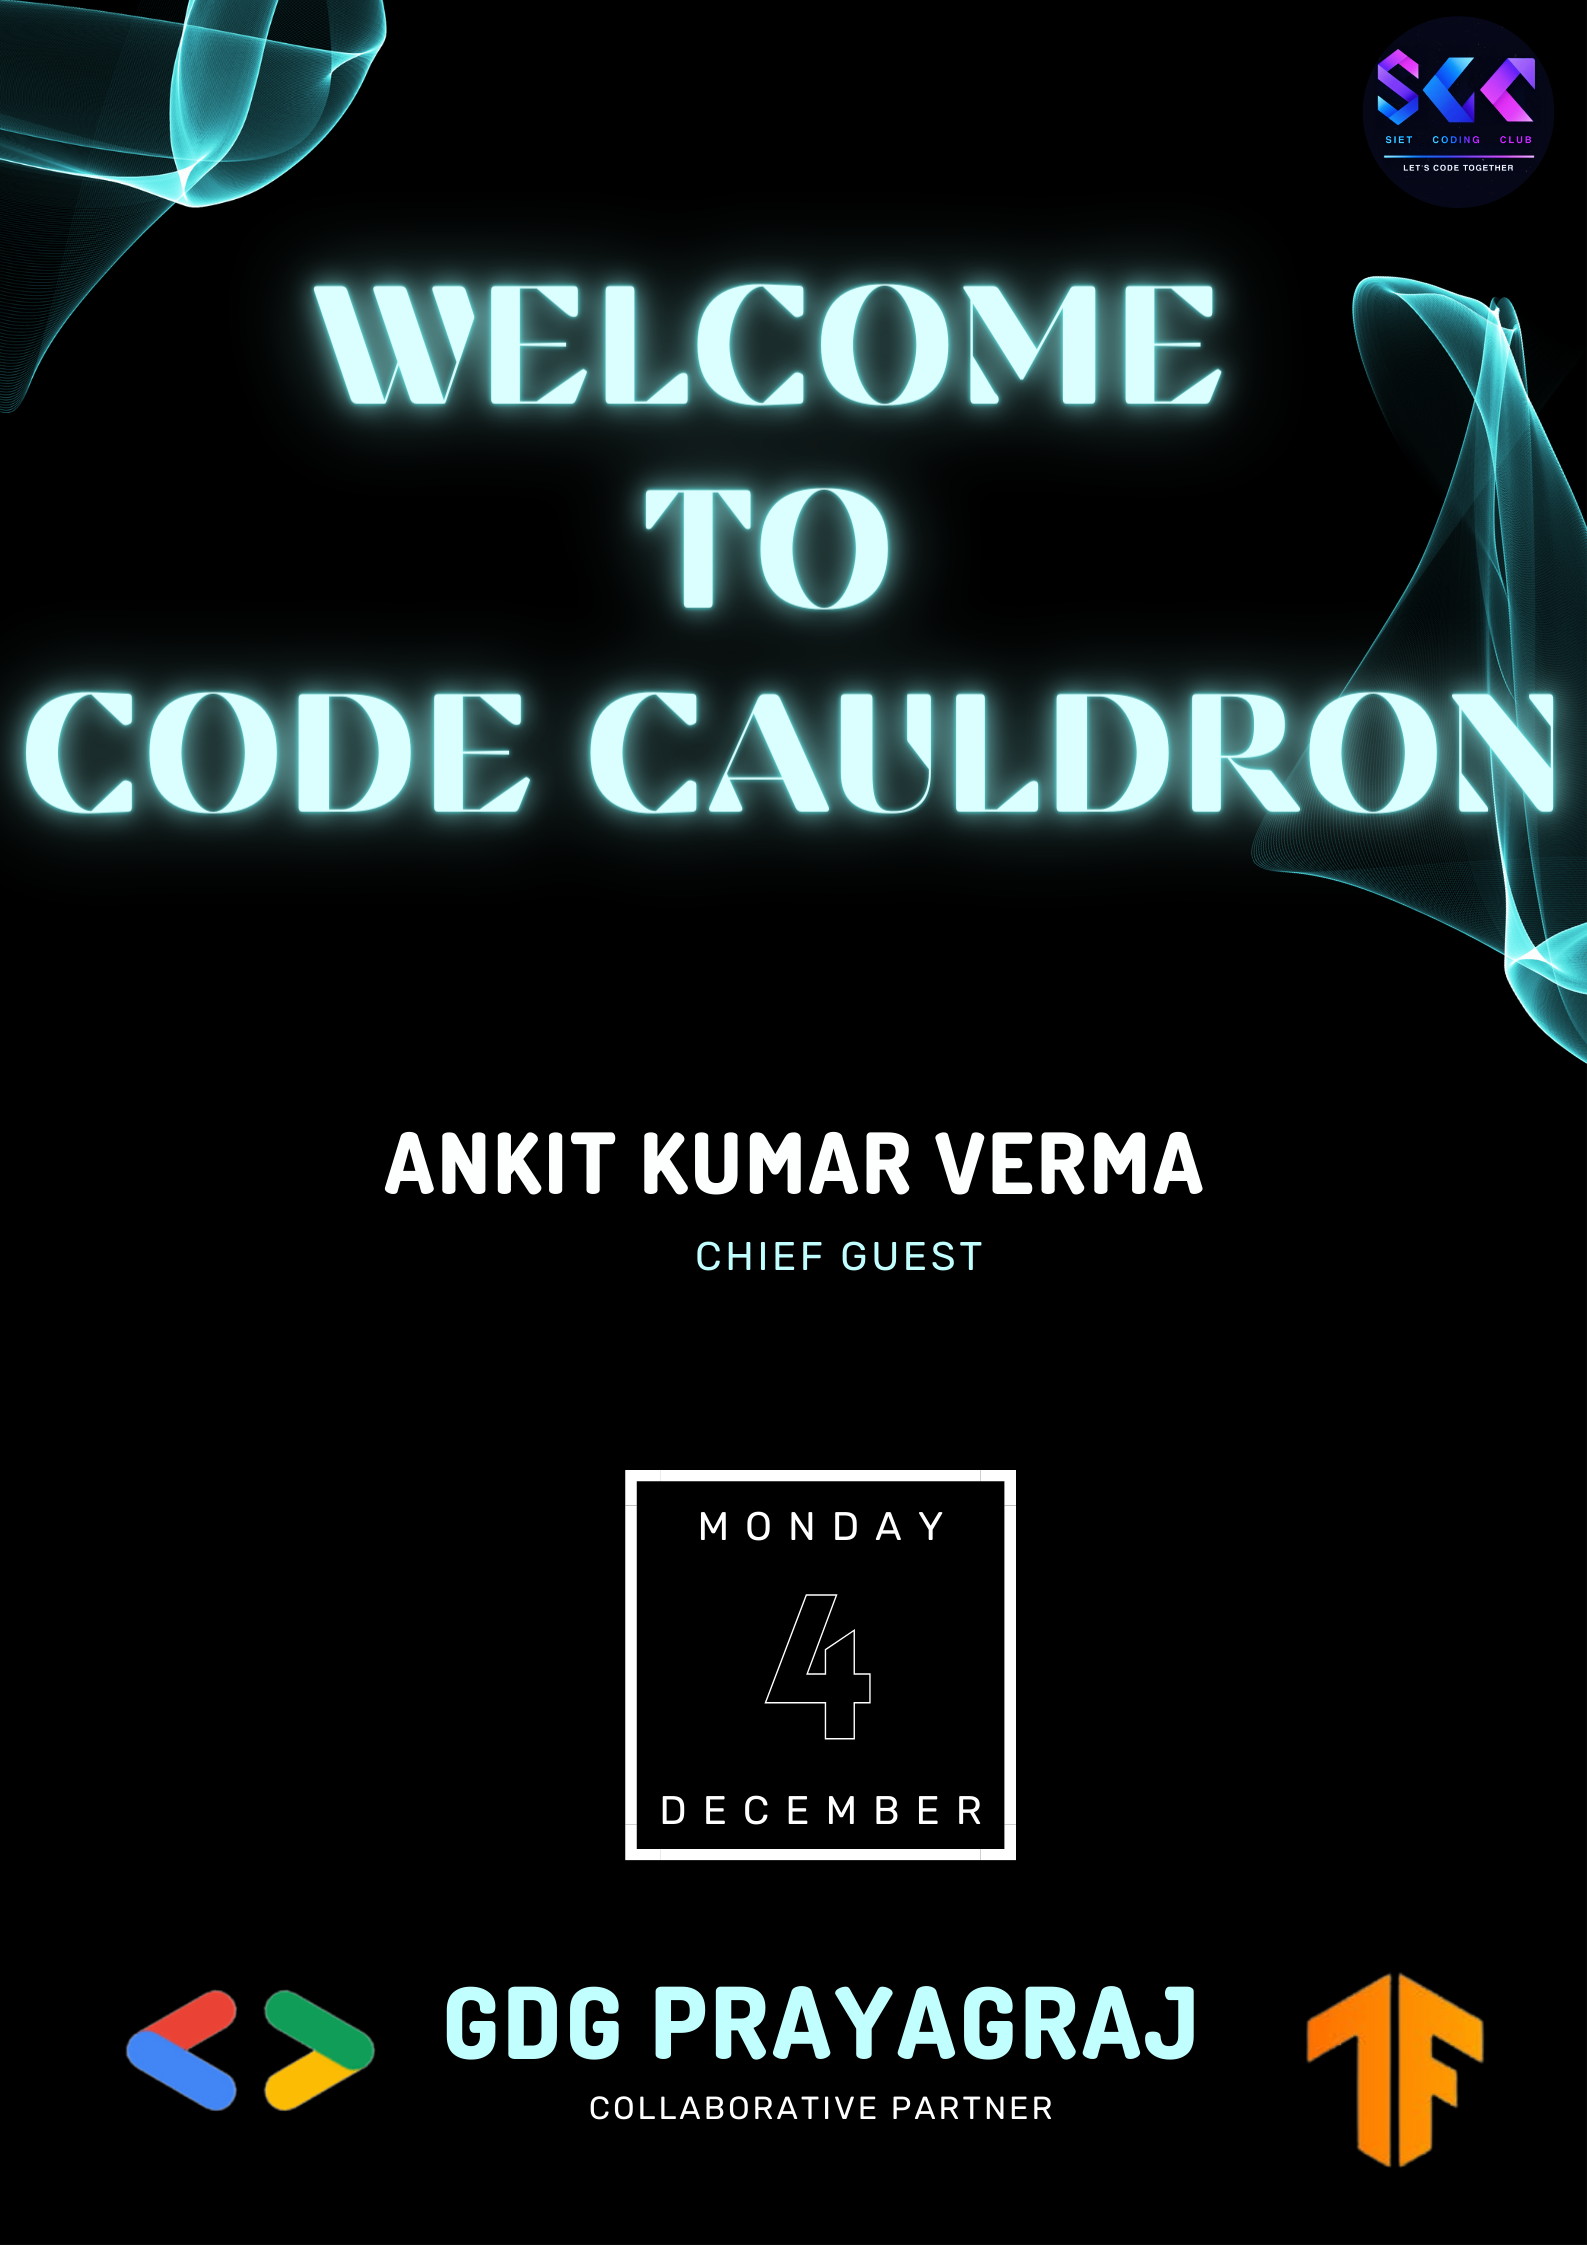 SCC
SIET CODING CLUB
LET'S CODE TOGETHER
WELCOME
TO
CODE CAULDRON
ANKIT KUMAR VERMA
CHIEF GUEST
MONDAY
4
DECEMBER
GDG PRAYAGRAJ
COLLABORATIVE PARTNER